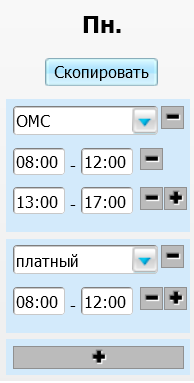 Пн.
Скопировать
ОМС
08:00 - 12:00
13:00 - 17:00
платный
08:00 - 12:00